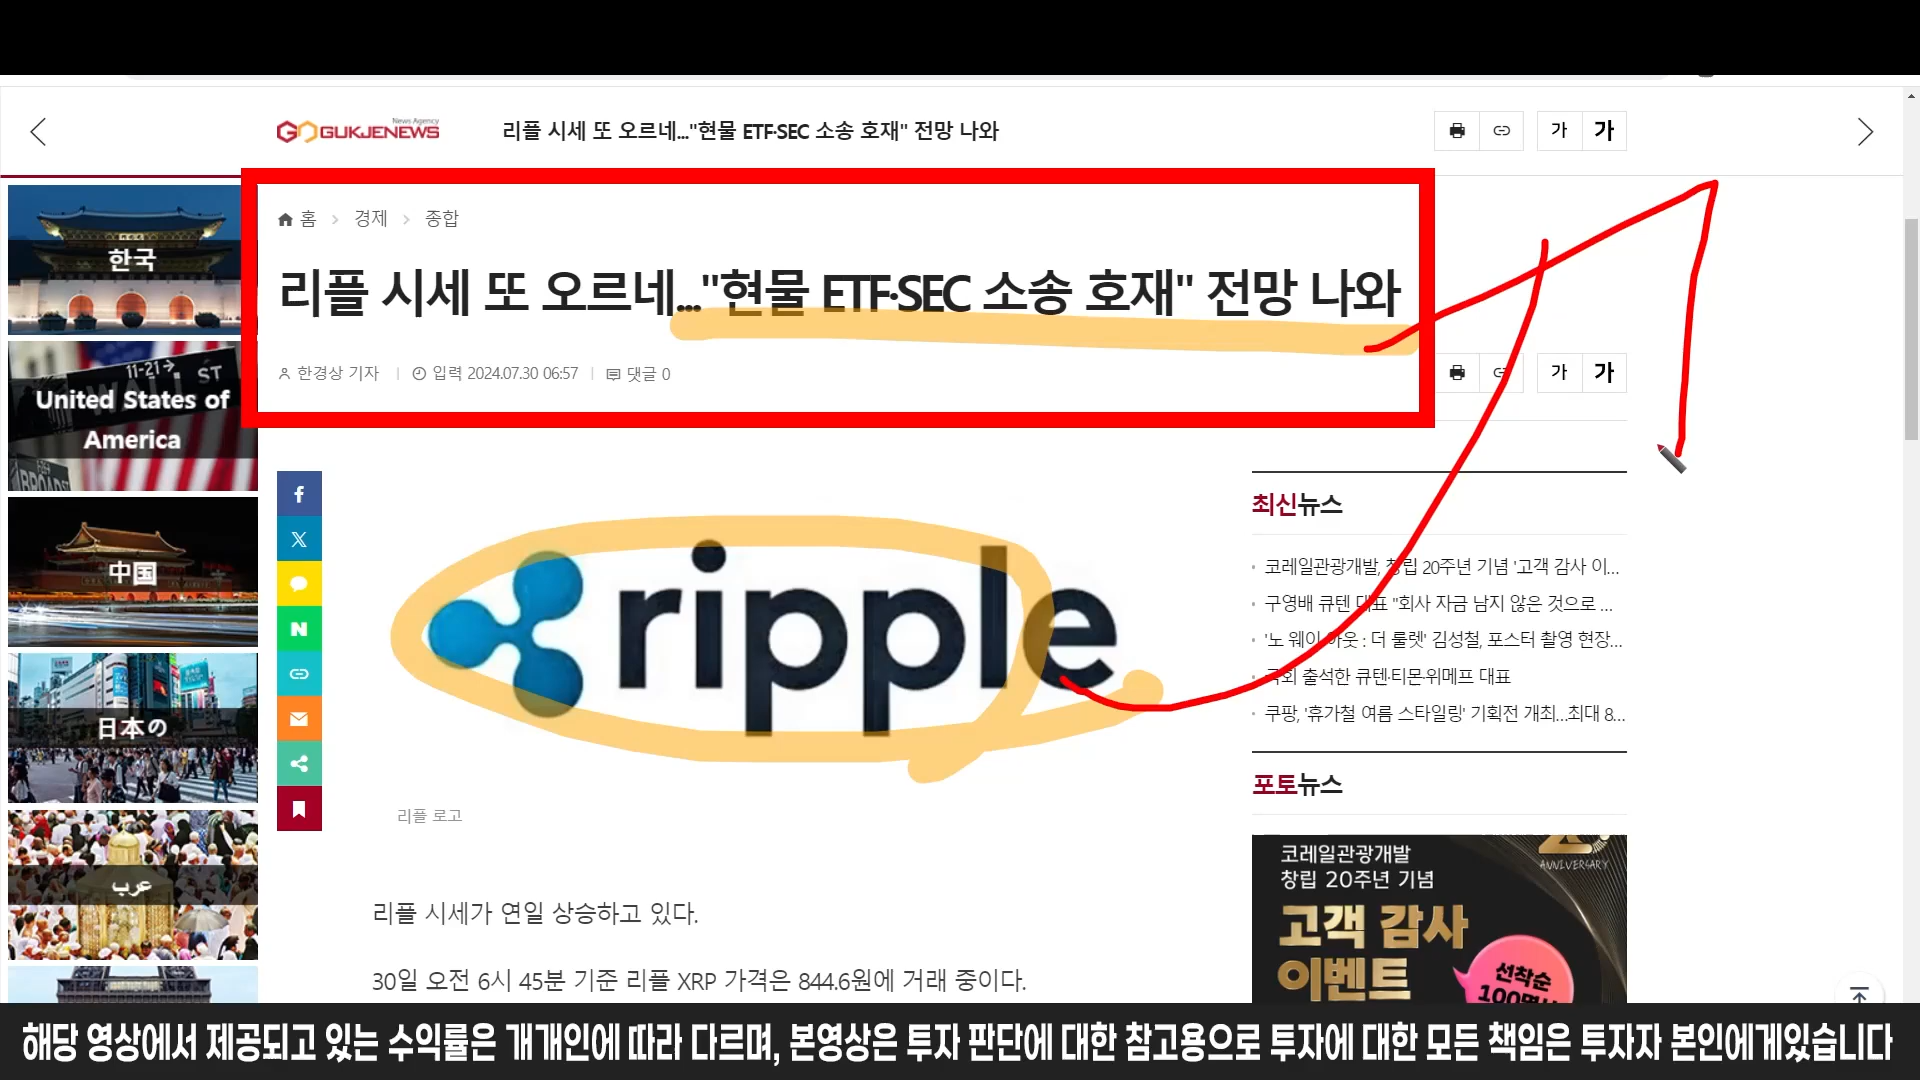 News Agency
GUKJENEWS
리플 시세 또 오르네..."현물 ETF·SEC 소송 호재" 전망 나와
가 가
홈 > 경제 > 종합
리플 시세 또 오르네..."현물 ETF·SEC 소송 호재" 전망 나와
한경상 기자 | 입력 2024.07.30 06:57 | 댓글 0
가 가
한국
11-21→ ST
United States of
America
BROAD ST
中国
日本の
عرب
f
X
N
ripple
리플 로고
리플 시세가 연일 상승하고 있다.
30일 오전 6시 45분 기준 리플 XRP 가격은 844.6원에 거래 중이다.
최신뉴스
코레일관광개발, 창립 20주년 기념 '고객 감사 이...
구영배 큐텐 대표 "회사 자금 남지 않은 것으로 ...
'노 웨이 아웃 : 더 룰렛' 김성철, 포스터 촬영 현장...
국회 출석한 큐텐·티몬·위메프 대표
쿠팡, '휴가철 여름 스타일링' 기획전 개최...최대 8...
포토뉴스
ANNIVERSARY
코레일관광개발
창립 20주년 기념
고객 감사
이벤트
선착순
해당 영상에서 제공되고 있는 수익률은 개개인에 따라 다르며, 본영상은 투자 판단에 대한 참고용으로 투자에 대한 모든 책임은 투자자 본인에게있습니다